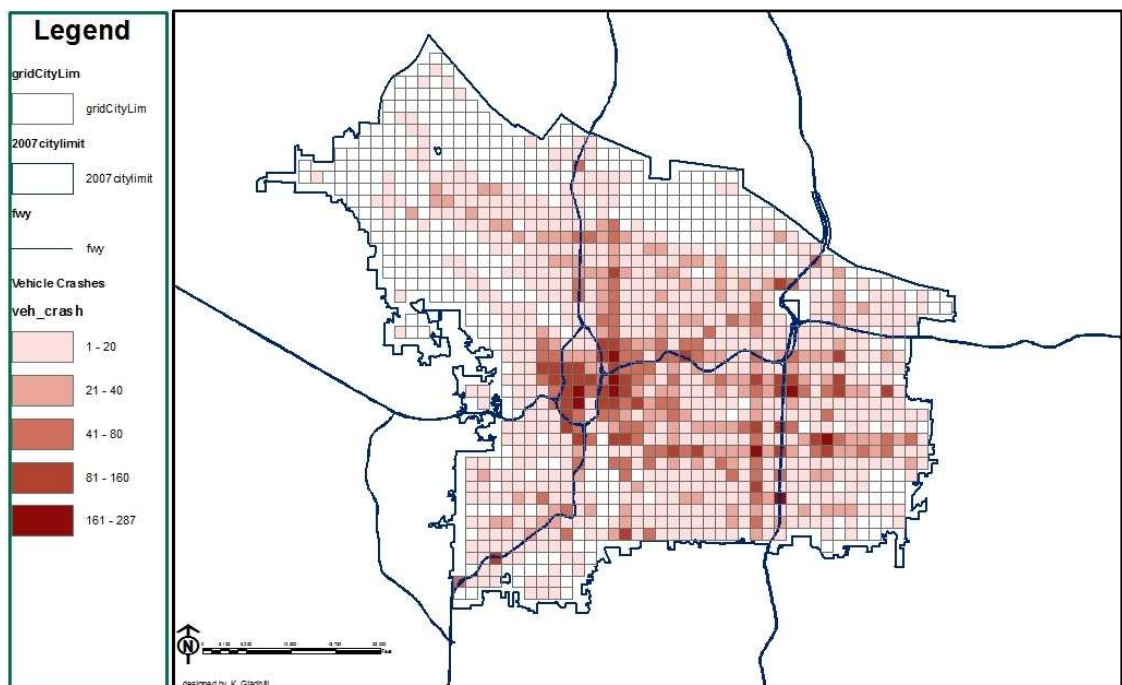 Legend
gridCityLim
gridCityLim
2007citylimit
2007citylimit
fwy
fwy
Vehicle Crashes
veh_crash
1 - 20
21 - 40
41 - 80
81 - 160
161 - 287
N
Feet
designed by K. Gladhill